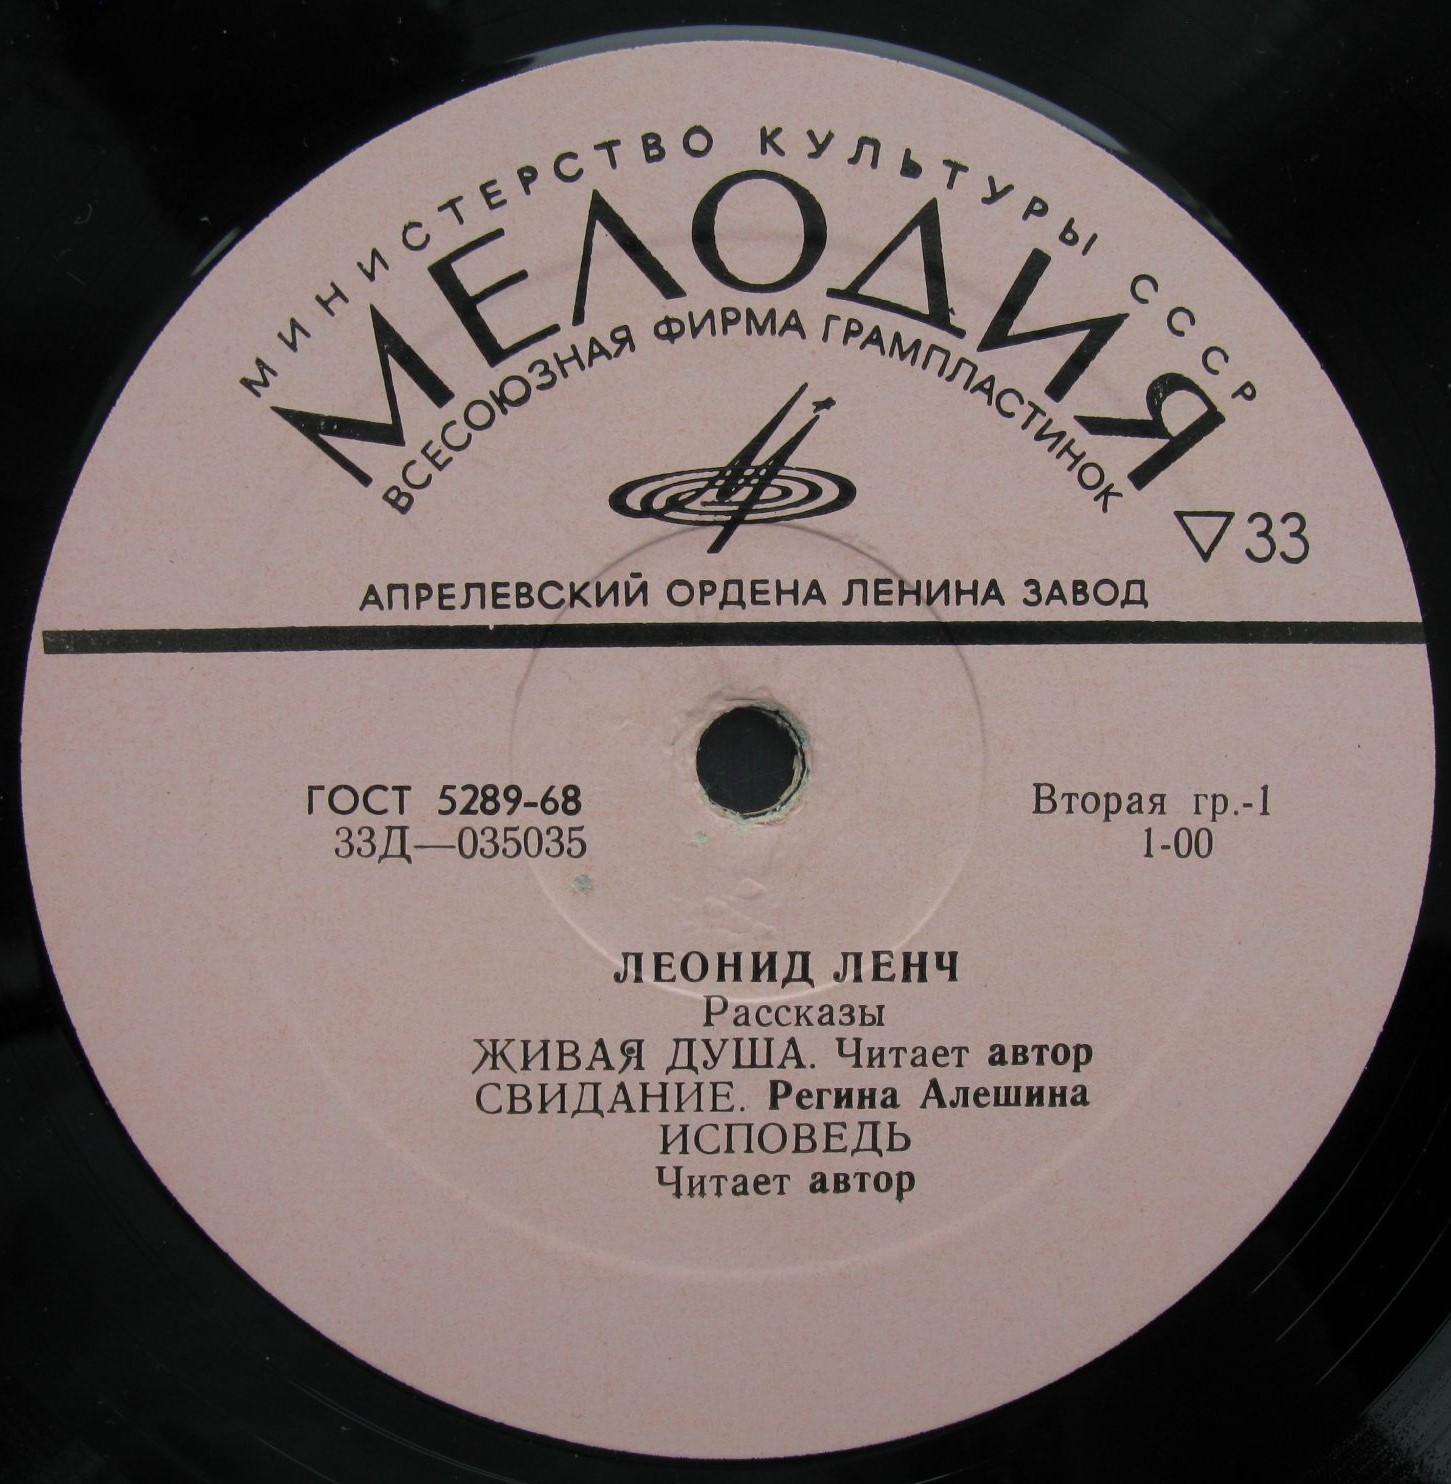 МИНИСТЕРСТВО КУЛЬТУРЫ СССР
МЕЛОДИЯ
ВСЕСОЮЗНАЯ ФИРМА ГРАМПЛАСТИНОК
▽33
АПРЕЛЕВСКИЙ ОРДЕНА ЛЕНИНА ЗАВОД
ГОСТ 5289-68
33Д—035035
Вторая гр.-1
1-00
ЛЕОНИД ЛЕНЧ
Рассказы
ЖИВАЯ ДУША. Читает автор
СВИДАНИЕ. Регина Алешина
ИСПОВЕДЬ
Читает автор